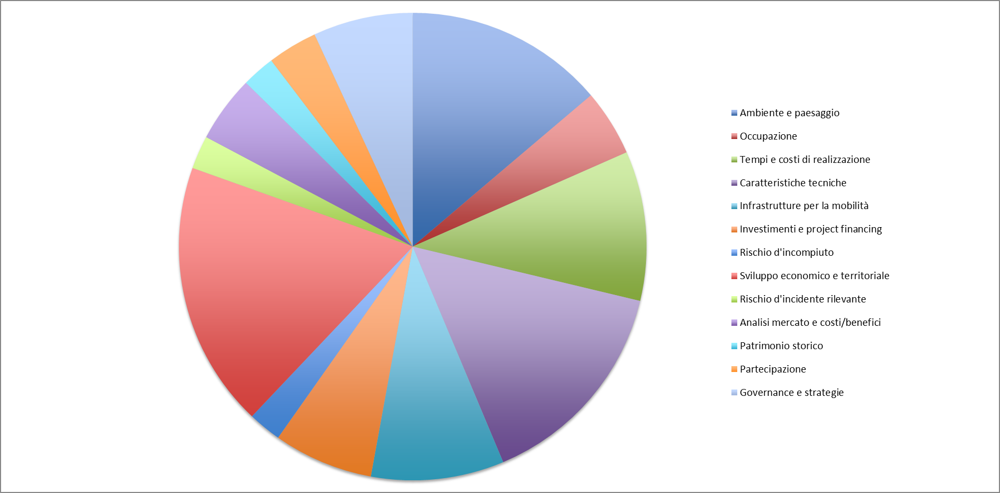 Ambiente e paesaggio
Occupazione
Tempi e costi di realizzazione
Caratteristiche tecniche
Infrastrutture per la mobilità
Investimenti e project financing
Rischio d'incompiuto
Sviluppo economico e territoriale
Rischio d'incidente rilevante
Analisi mercato e costi/benefici
Patrimonio storico
Partecipazione
Governance e strategie